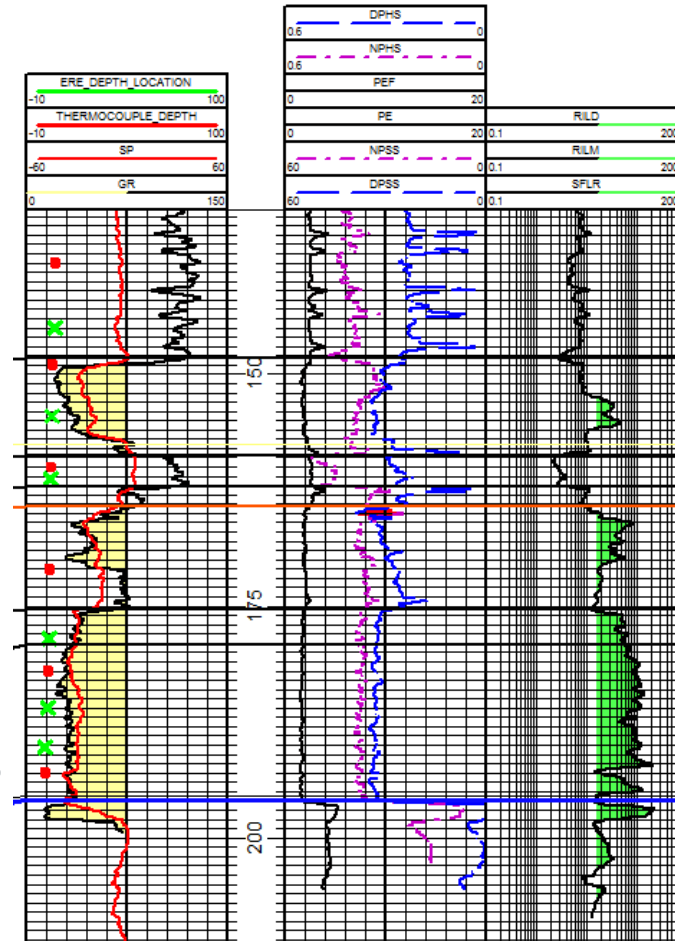 DPHS
0.6 0
NPHS
0.6 0
ERE_DEPTH_LOCATION PEF
-10 100 0 20
THERMOCOUPLE_DEPTH PE RILD
-10 100 0 20 0.1 200
SP NPSS RILM
-60 60 60 0 0.1 200
GR DPSS SFLR
0 150 60 0 0.1 200
150
175
200